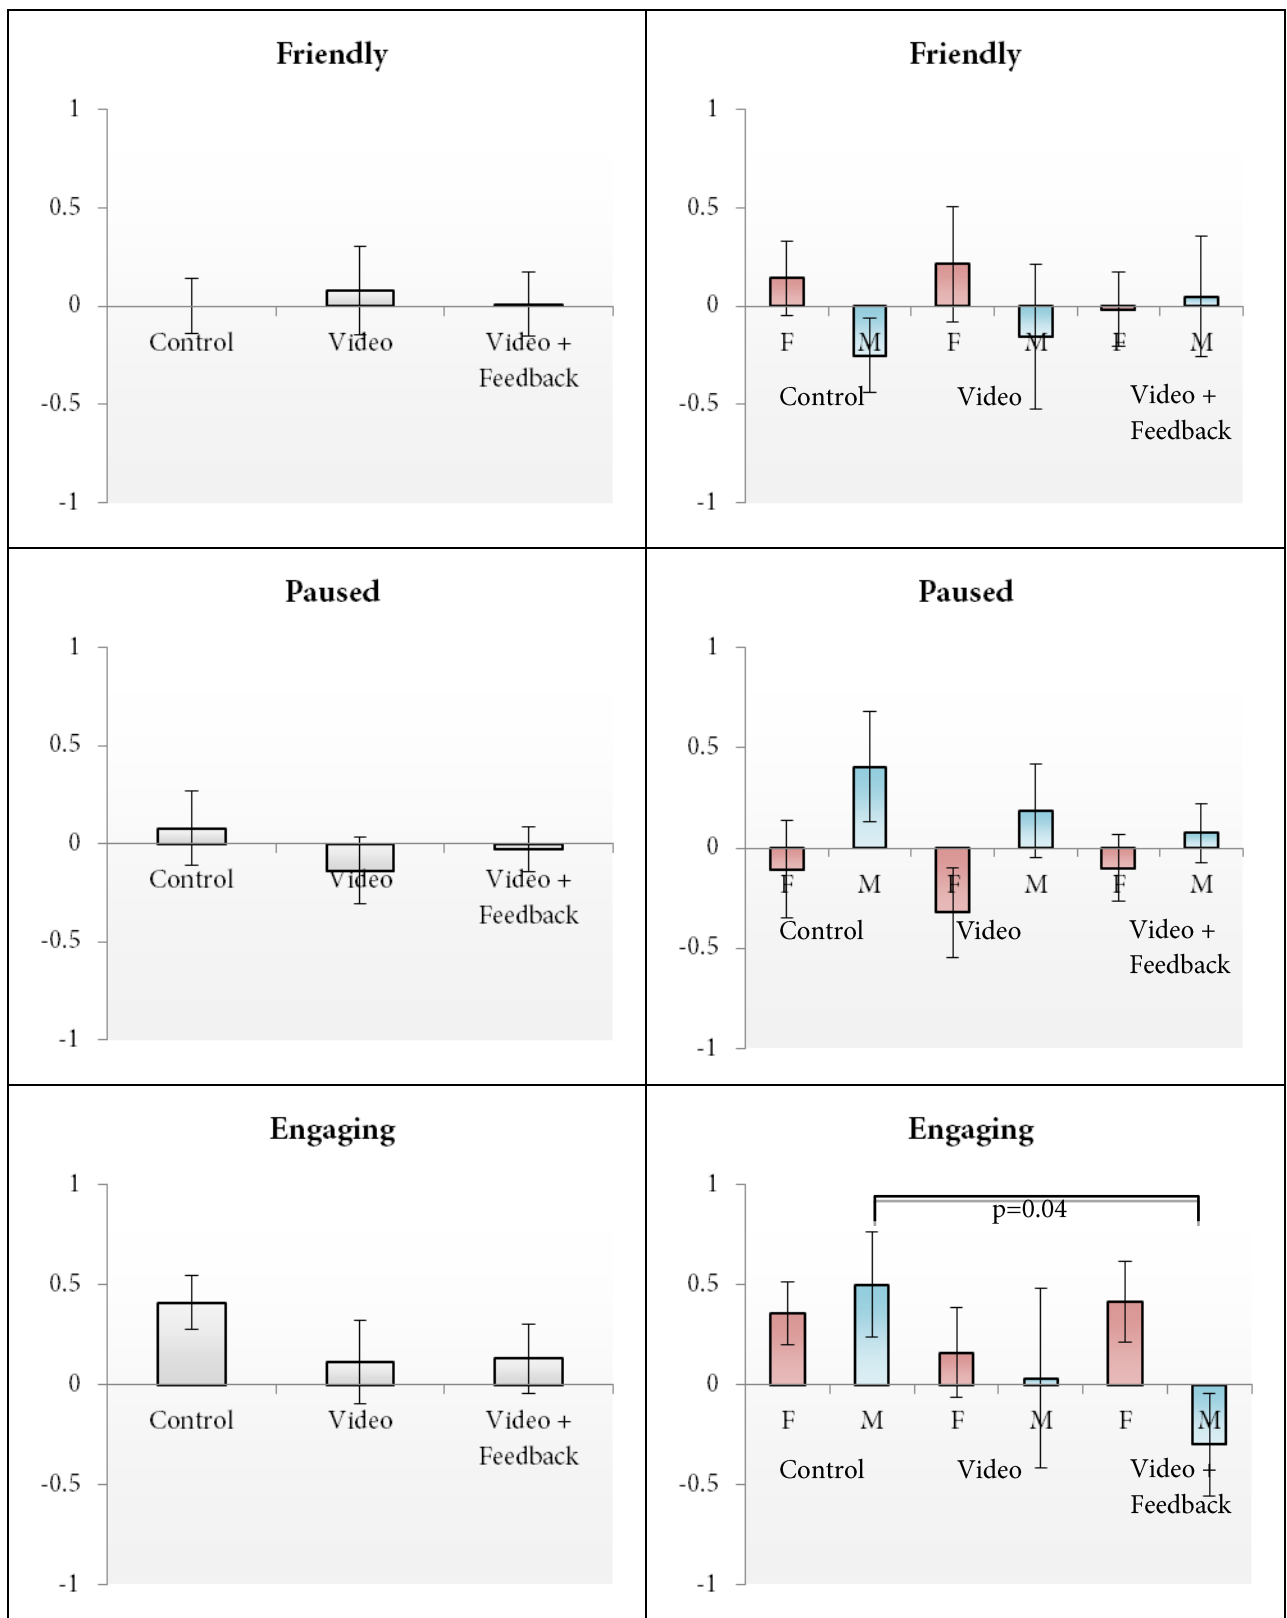 Friendly
1
0.5
0
-0.5
-1
Control
Video
Video +
Feedback
Friendly
1
0.5
0
-0.5
-1
F
M
F
M
F
M
Control
Video
Video +
Feedback
Paused
1
0.5
0
-0.5
-1
Control
Video
Video +
Feedback
Paused
1
0.5
0
-0.5
-1
F
M
F
M
F
M
Control
Video
Video +
Feedback
Engaging
1
0.5
0
-0.5
-1
Control
Video
Video +
Feedback
Engaging
1
0.5
0
-0.5
-1
p=0.04
F
M
F
M
F
M
Control
Video
Video +
Feedback